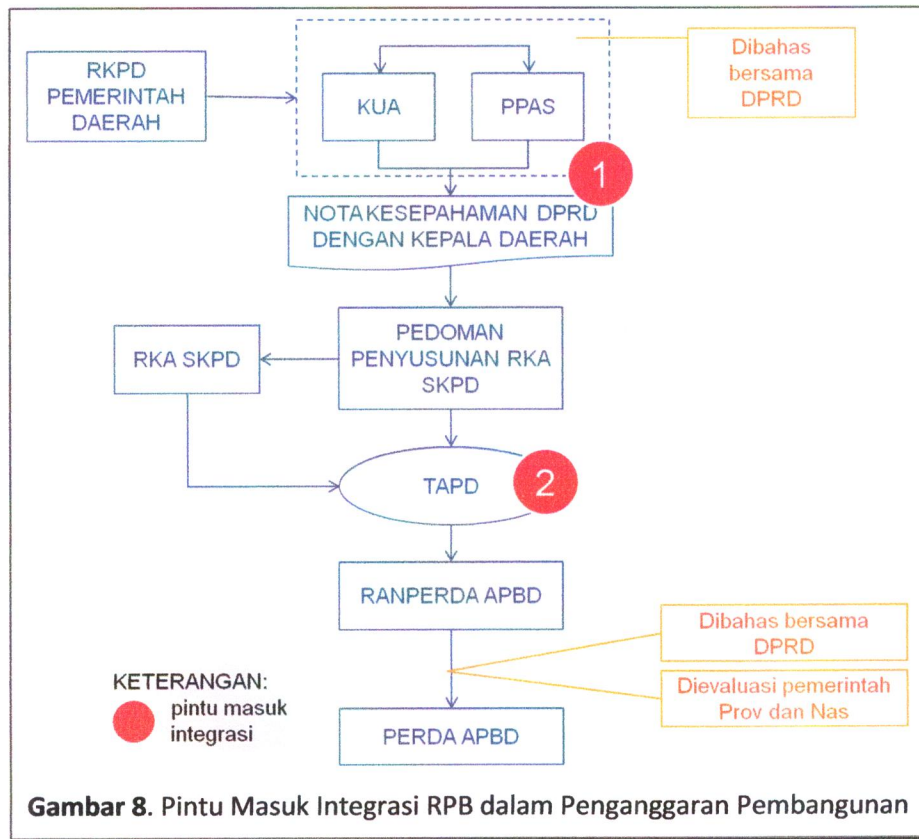 RKPD
PEMERINTAH
DAERAH
KUA
PPAS
Dibahas
bersama
DPRD
1
NOTA KESEPAHAMAN DPRD
DENGAN KEPALA DAERAH
RKA SKPD
PEDOMAN
PENYUSUNAN RKA
SKPD
TAPD
2
RANPERDA APBD
Dibahas bersama
DPRD
Dievaluasi pemerintah
Prov dan Nas
KETERANGAN:
pintu masuk
integrasi
PERDA APBD
Gambar 8. Pintu Masuk Integrasi RPB dalam Penganggaran Pembangunan